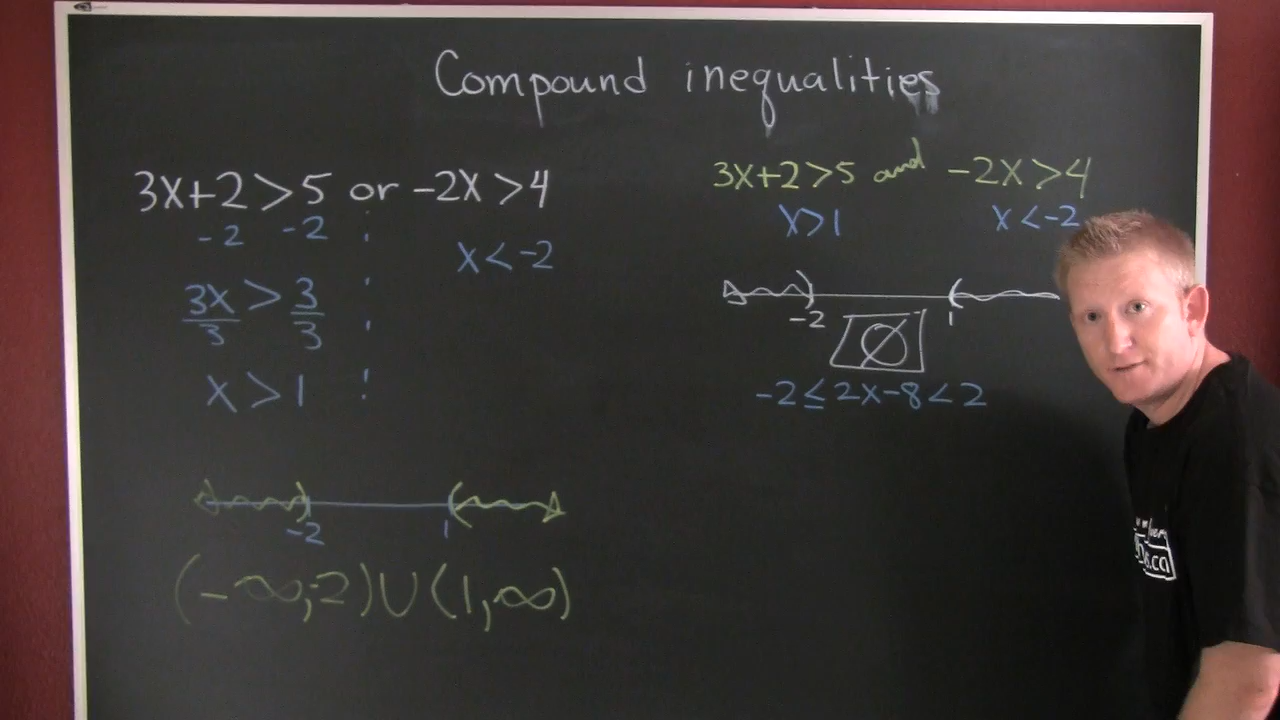 Compound inequalities
3x+2>5 or -2x>4
-2 -2
x<-2
3x/3 > 3/3
x>1
-2 1
(-∞,-2)∪(1,∞)
3x+2>5 and -2x>4
x>1 x<-2
-2 1
∅
-2≤2x-8<2